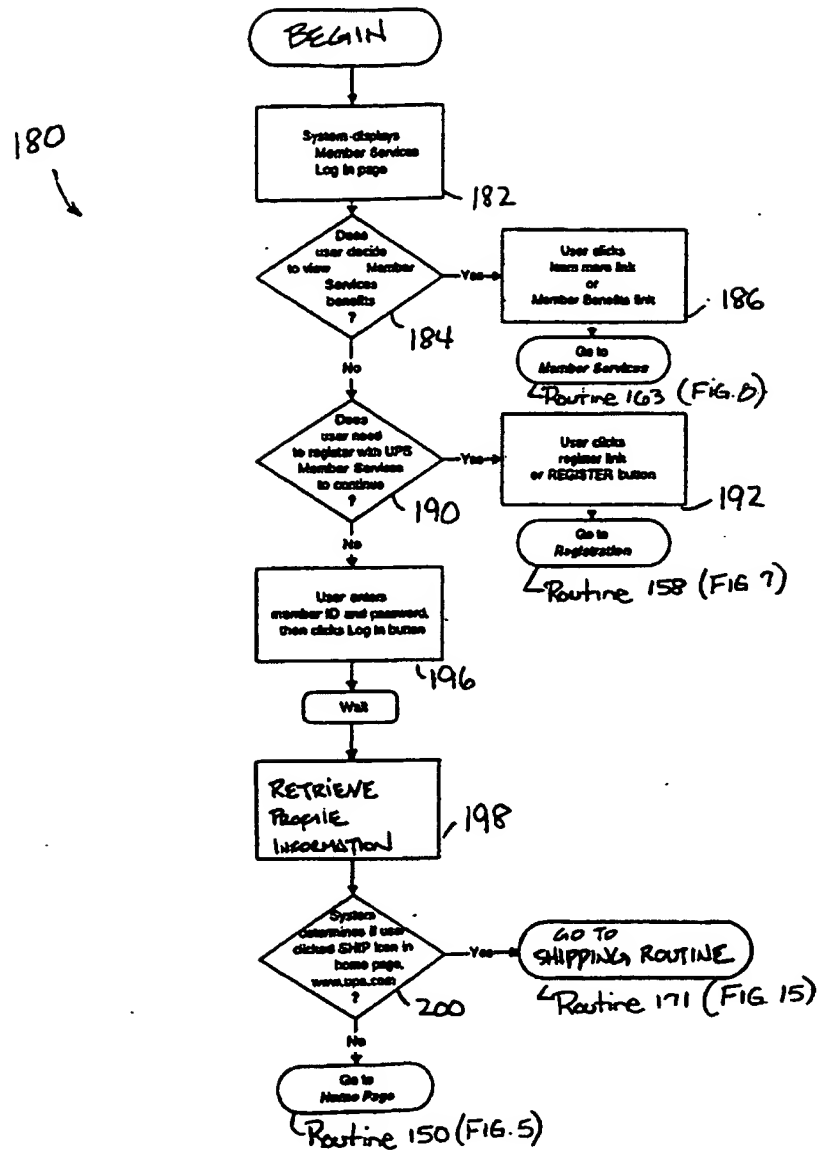 BEGIN
180
System displays
Member Services
Log In page
182
Does
user decide
to view Member
Services
benefits
?
184
Yes
User clicks
learn more link
or
Member Benefits link
186
Go to
Member Services
Routine 163 (FIG. 8)
No
Does
user need
to register with UPS
Member Services
to continue
?
190
Yes
User clicks
register link
or REGISTER button
192
Go to
Registration
Routine 158 (FIG 7)
No
User enters
member ID and password,
then clicks Log In button
196
Wait
RETRIEVE
PROFILE
INFORMATION
198
System
determines if user
clicked SHIP icon in
home page,
www.ups.com
?
200
Yes
GO TO
SHIPPING ROUTINE
Routine 171 (FIG 15)
No
Go to
Home Page
Routine 150 (FIG. 5)